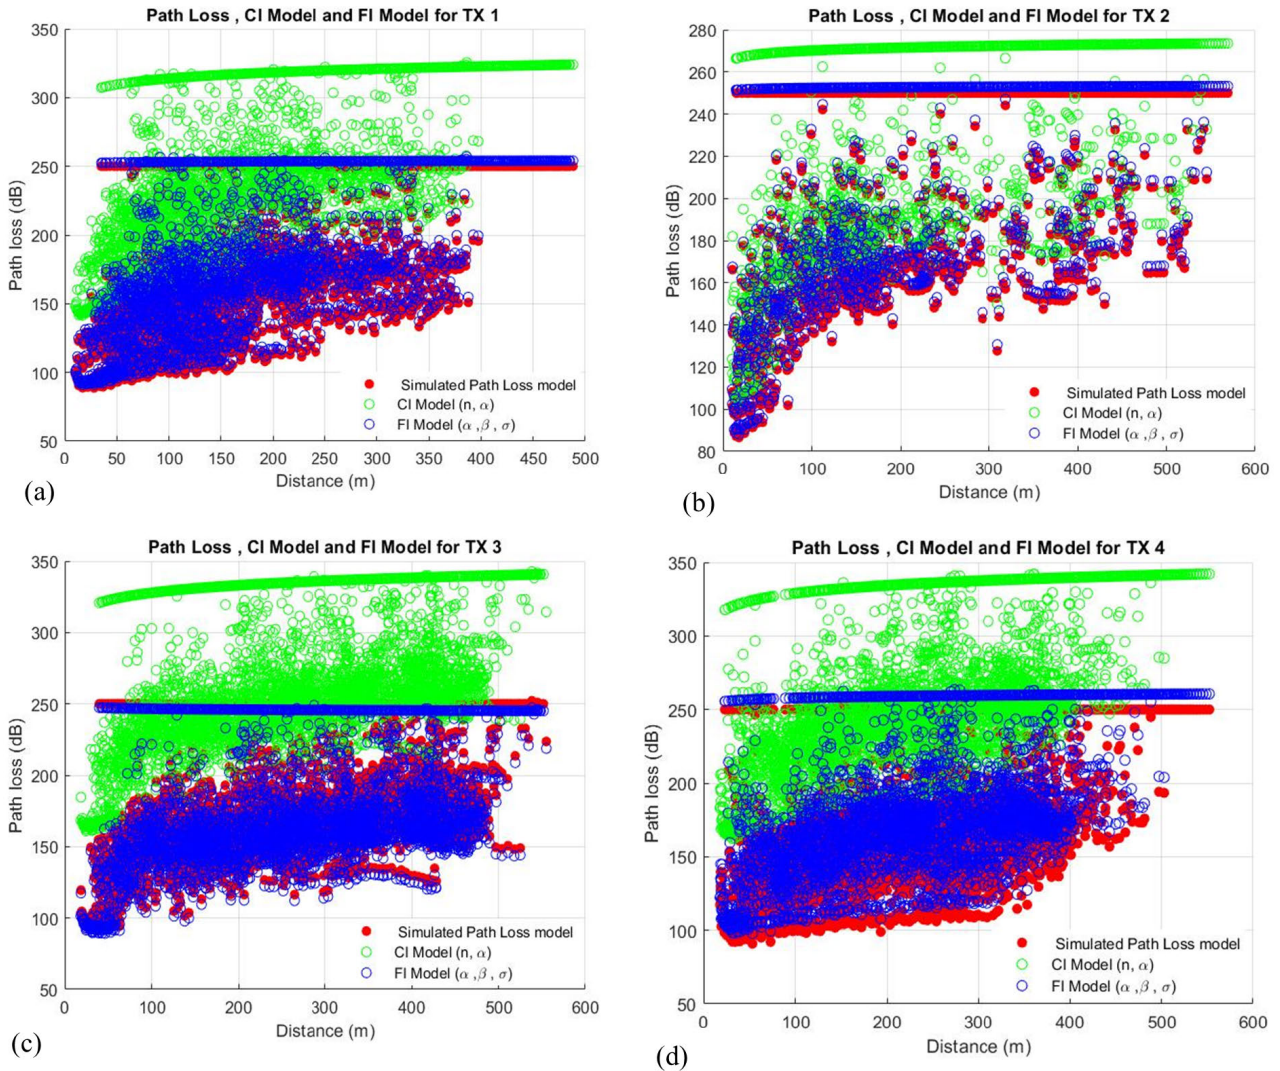 Path Loss , CI Model and FI Model for TX 1
350
300
250
200
150
100
50
Path loss (dB)
0 50 100 150 200 250 300 350 400 450 500
Distance (m)
Simulated Path Loss model
CI Model (n, α)
FI Model (α ,β , σ)
(a)
Path Loss , CI Model and FI Model for TX 2
280
260
240
220
200
180
160
140
120
100
80
Path loss (dB)
0 100 200 300 400 500 600
Distance (m)
Simulated Path Loss model
CI Model (n, α)
FI Model (α ,β , σ)
(b)
Path Loss , CI Model and FI Model for TX 3
350
300
250
200
150
100
50
Path loss (dB)
0 100 200 300 400 500 600
Distance (m)
Simulated Path Loss model
CI Model (n, α)
FI Model (α ,β , σ)
(c)
Path Loss , CI Model and FI Model for TX 4
350
300
250
200
150
100
50
Path loss (dB)
0 100 200 300 400 500 600
Distance (m)
Simulated Path Loss model
CI Model (n, α)
FI Model (α ,β , σ)
(d)